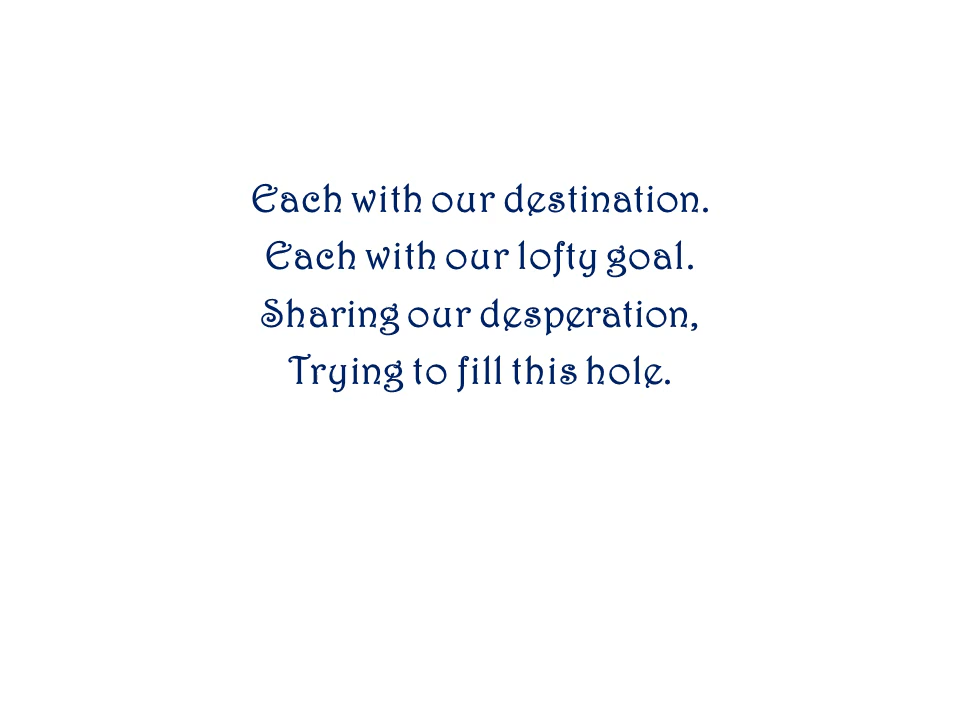 Each with our destination.
Each with our lofty goal.
Sharing our desperation,
Trying to fill this hole.